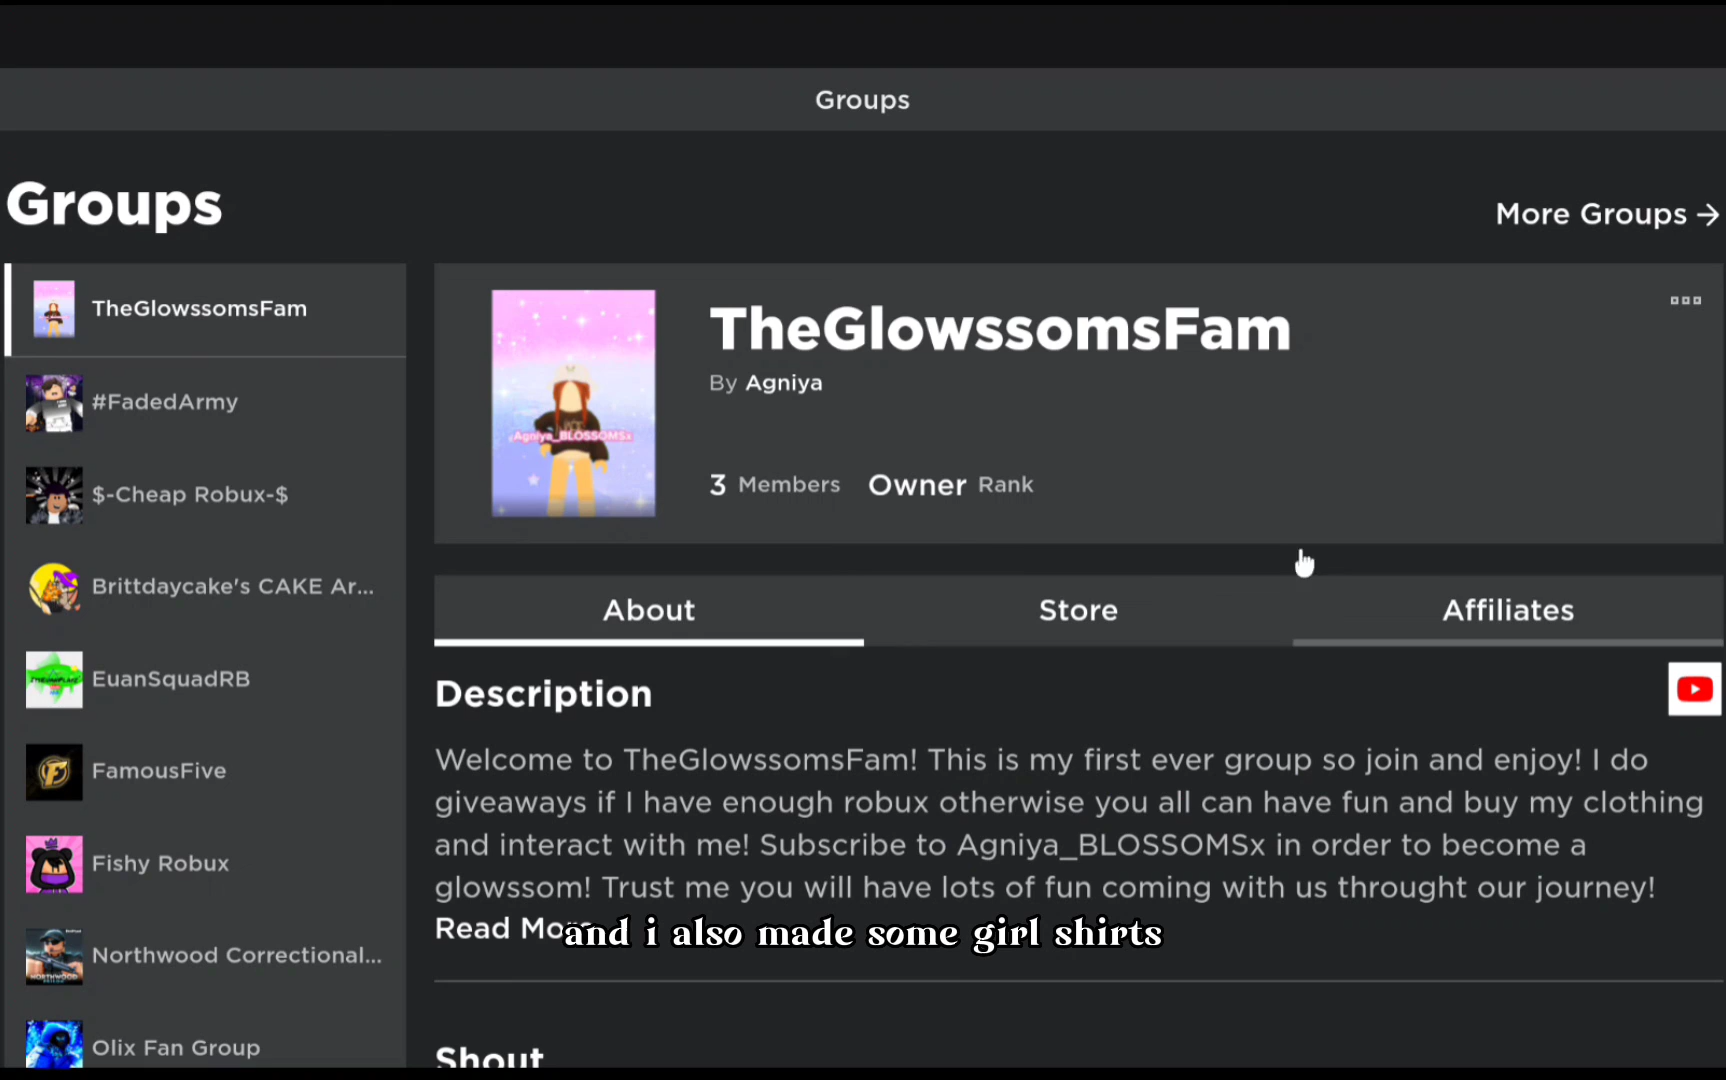 Groups
Groups
More Groups →
TheGlowssomsFam
#FadedArmy
$-Cheap Robux-$
Brittdaycake's CAKE Ar...
EuanSquadRB
FamousFive
Fishy Robux
Northwood Correctional...
Olix Fan Group
Agniya_BLOSSOMSx
TheGlowssomsFam
By Agniya
3 Members Owner Rank
About
Store
Affiliates
Description
Welcome to TheGlowssomsFam! This is my first ever group so join and enjoy! I do
giveaways if I have enough robux otherwise you all can have fun and buy my clothing
and interact with me! Subscribe to Agniya_BLOSSOMSx in order to become a
glowssom! Trust me you will have lots of fun coming with us throught our journey!
Read More
and i also made some girl shirts
Shout